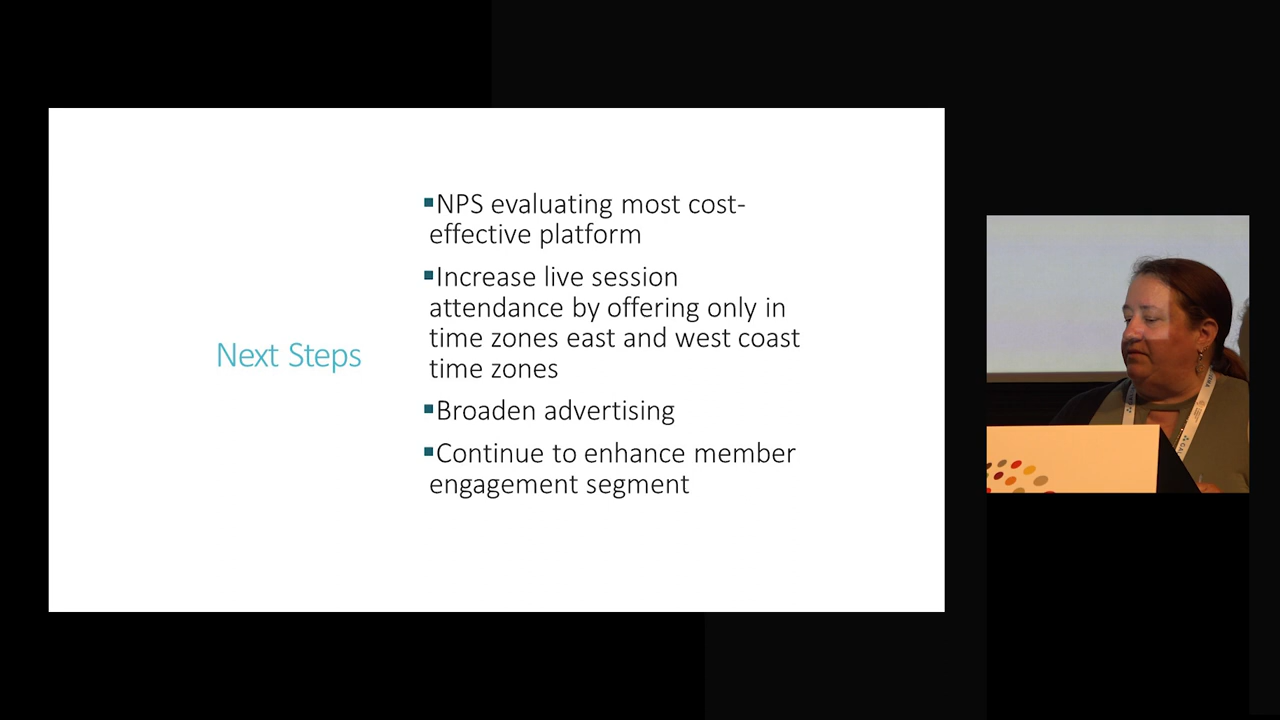 Next Steps
▪NPS evaluating most cost-
effective platform
▪Increase live session
attendance by offering only in
time zones east and west coast
time zones
▪Broaden advertising
▪Continue to enhance member
engagement segment